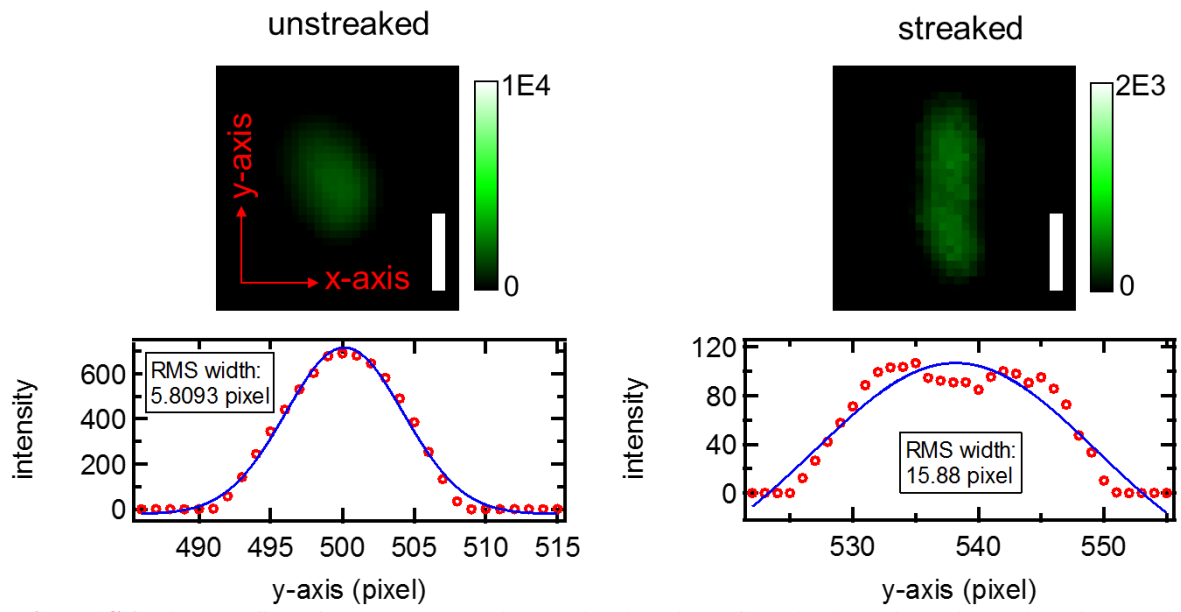 unstreaked
streaked
1E4
y-axis
x-axis
0
2E3
0
RMS width:
5.8093 pixel
intensity
600
400
200
0
490 495 500 505 510 515
y-axis (pixel)
RMS width:
15.88 pixel
intensity
120
80
40
0
530 540 550
y-axis (pixel)